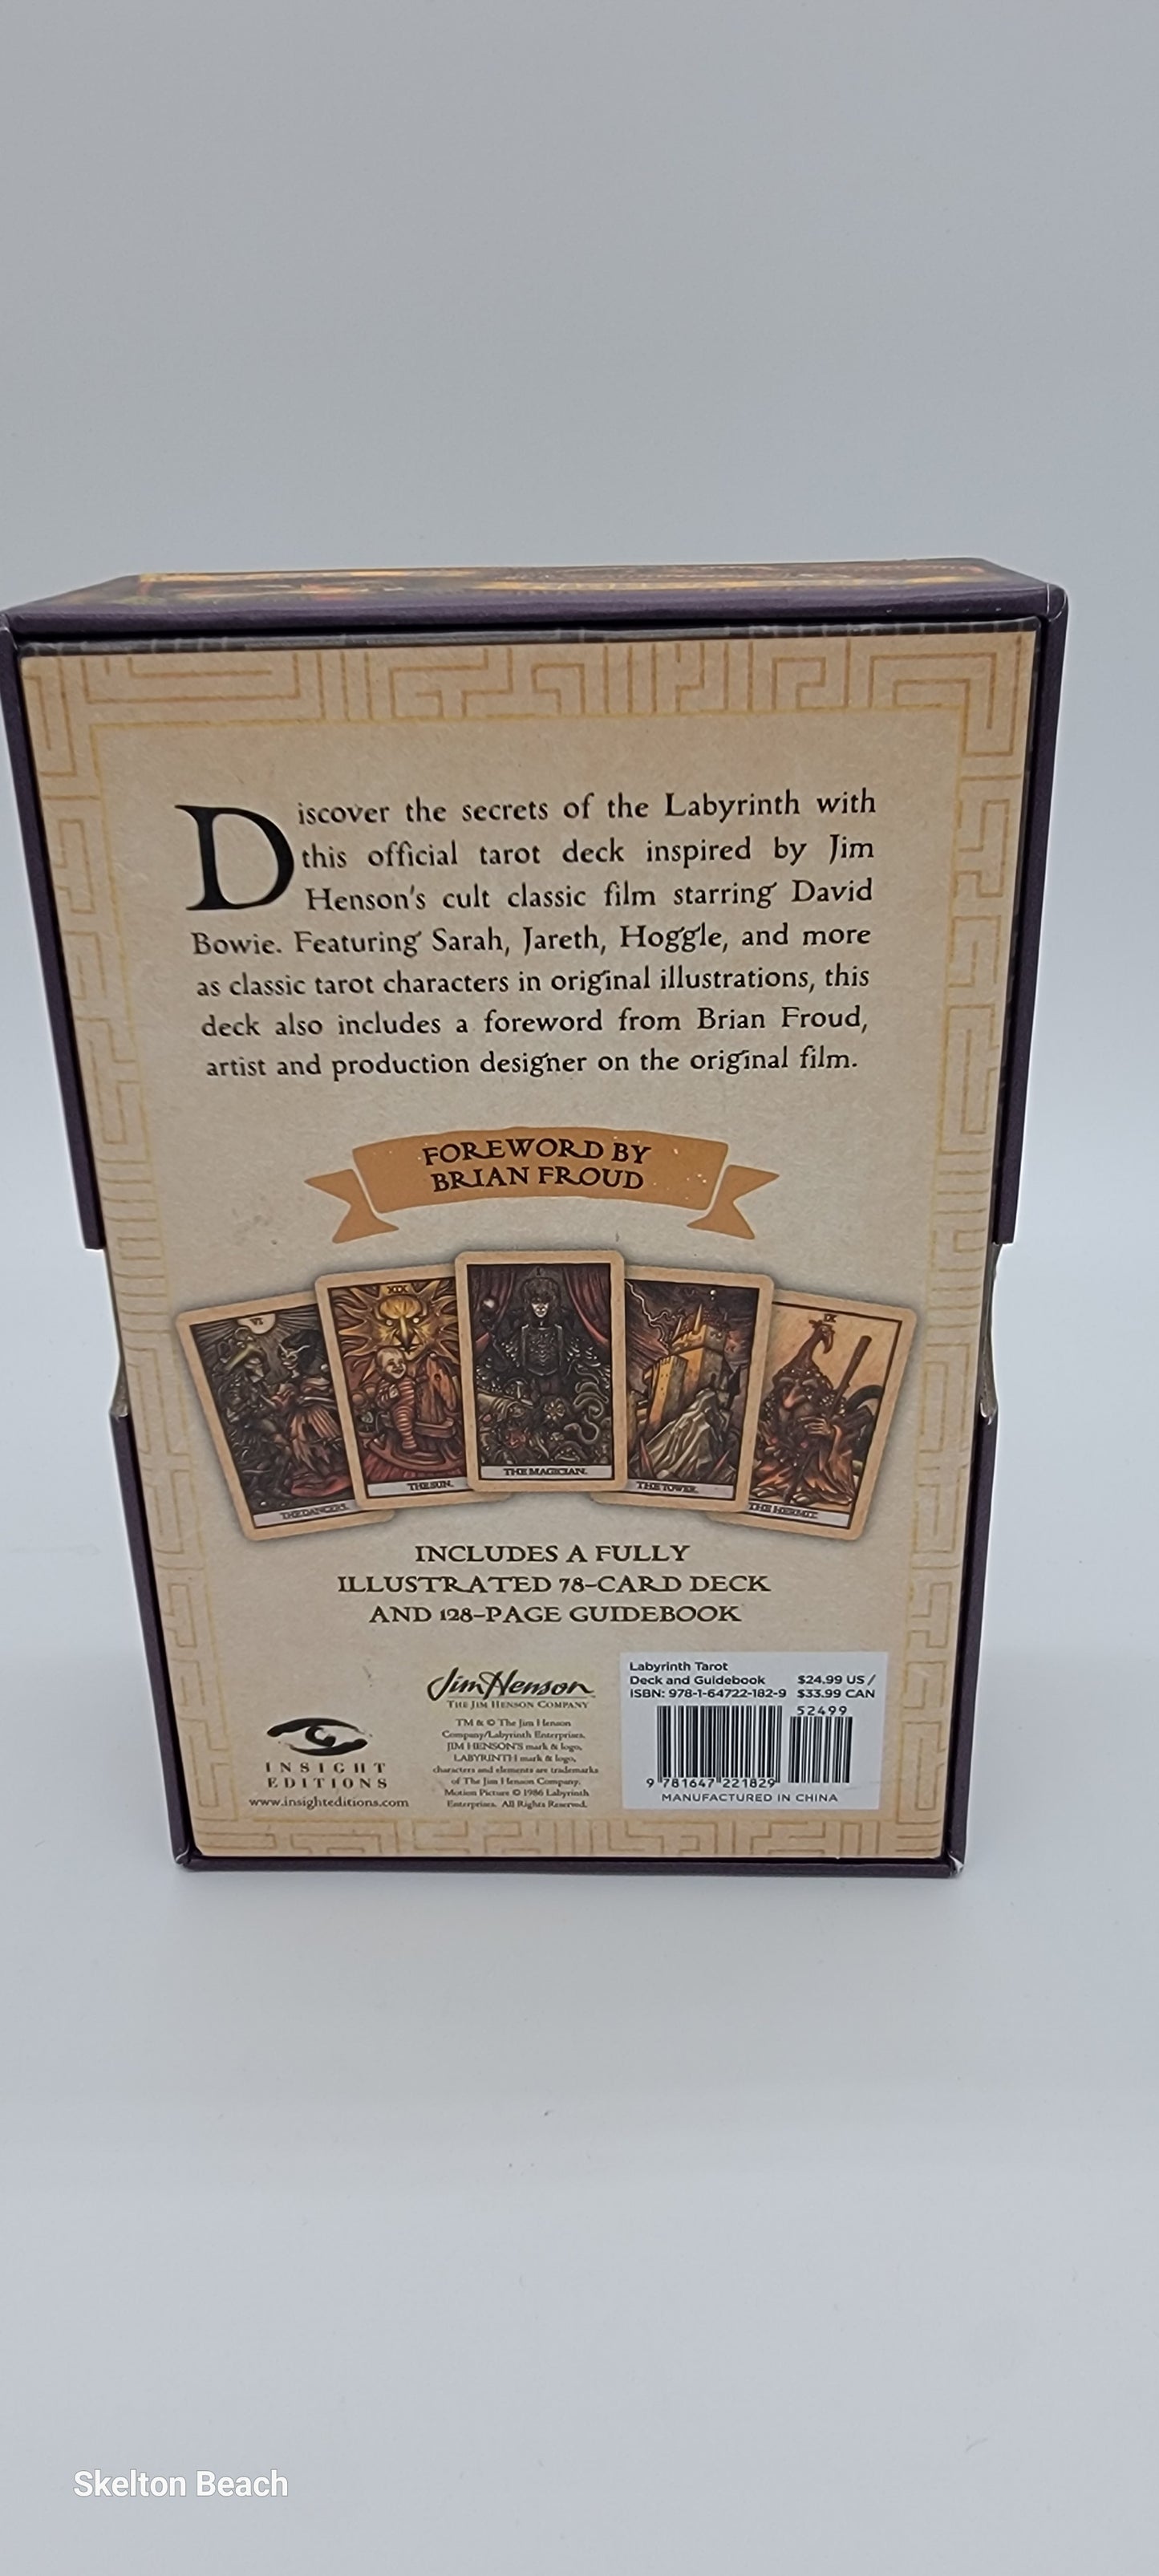 Discover the secrets of the Labyrinth with
this official tarot deck inspired by Jim
Henson's cult classic film starring David
Bowie. Featuring Sarah, Jareth, Hoggle, and more
as classic tarot characters in original illustrations, this
deck also includes a foreword from Brian Froud,
artist and production designer on the original film.
FOREWORD BY
BRIAN FROUD
VI
XIX
I
IX
THE DANCERS.
THE SUN.
THE MAGICIAN.
THE TOWER.
THE HERMIT.
INCLUDES A FULLY
ILLUSTRATED 78-CARD DECK
AND 128-PAGE GUIDEBOOK
INSIGHT
EDITIONS
www.insighteditions.com
Jim Henson
THE JIM HENSON COMPANY
TM & © The Jim Henson
Company/Labyrinth Enterprises.
JIM HENSON'S mark & logo,
LABYRINTH mark & logo,
characters and elements are trademarks
of The Jim Henson Company.
Motion Picture © 1986 Labyrinth
Enterprises. All Rights Reserved.
Labyrinth Tarot
Deck and Guidebook $24.99 US /
ISBN: 978-1-64722-182-9 $33.99 CAN
52499
9 781647 221829
MANUFACTURED IN CHINA
Skelton Beach